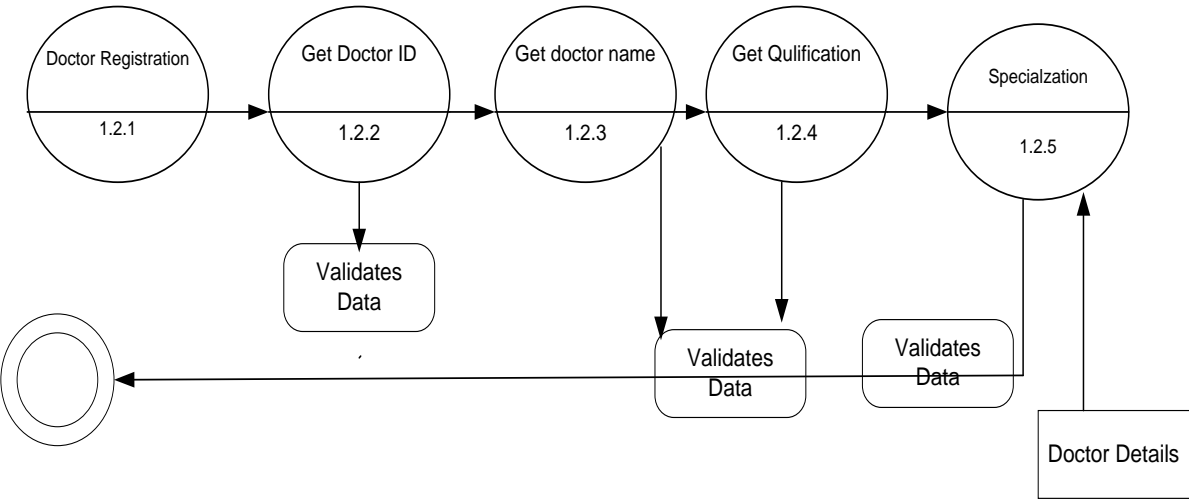 Doctor Registration
1.2.1
Get Doctor ID
1.2.2
Get doctor name
1.2.3
Get Qulification
1.2.4
Specialzation
1.2.5
Validates
Data
Validates
Data
Validates
Data
Doctor Details